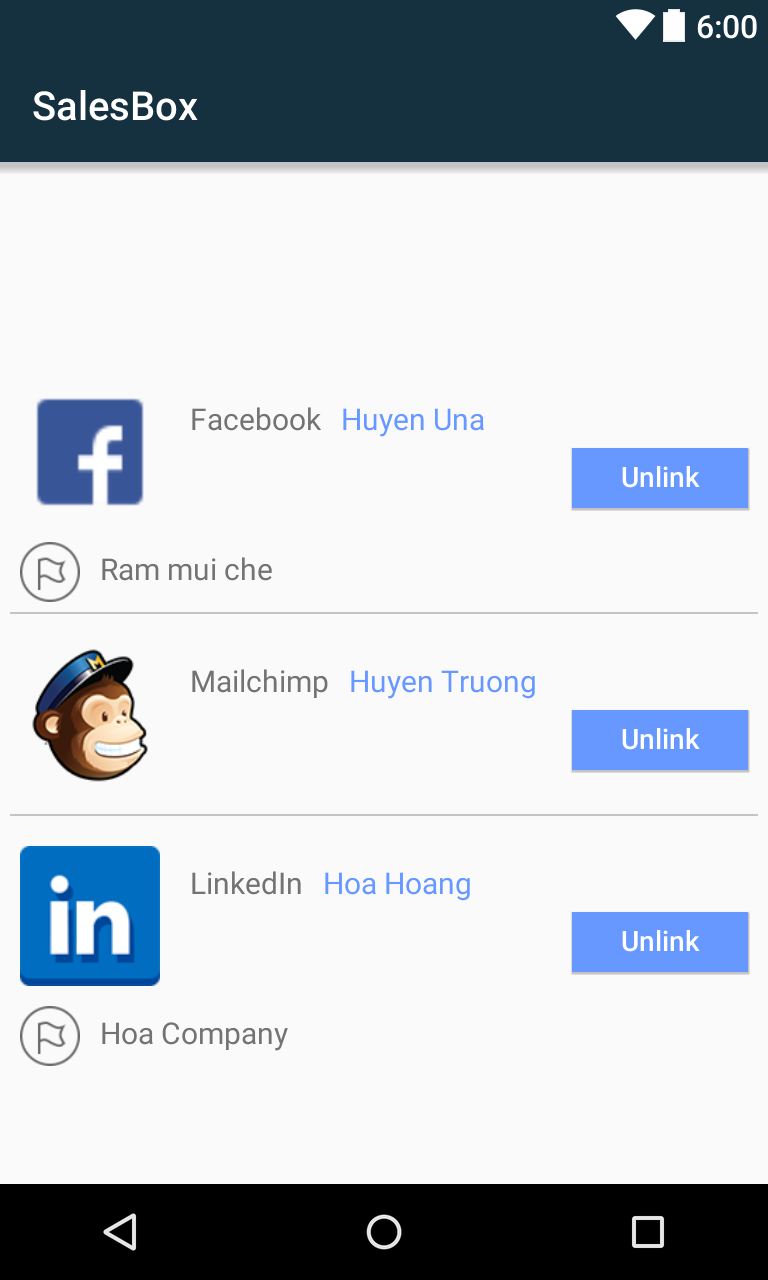 6:00
SalesBox
Facebook Huyen Una
Unlink
Ram mui che
Mailchimp Huyen Truong
Unlink
in
LinkedIn Hoa Hoang
Unlink
Hoa Company